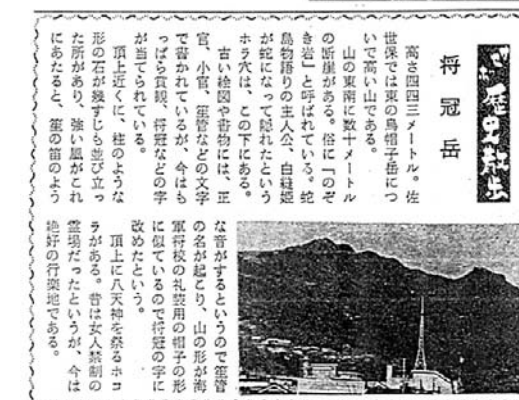 歴史散歩
将冠岳
高さ四四三メートル。佐
世保では東の烏帽子岳につ
いで高い山である。
山の東南に数十メートル
の断崖がある。俗に「のぞ
き岩」と呼ばれている。蛇
島物語りの主人公、白縫姫
が蛇になって隠れたという
ホラ穴は、この下にある。
古い絵図や書物には、正
官、小官、笙管などの文字
で書かれているが、今はも
っぱら貢観、将冠などの字
が当てられている。
頂上近くに、柱のような
形の石が幾すじも並び立っ
た所があり、強い風がこれ
にあたると、笙の笛のよう
な音がするというので笙管
の名が起こり、山の形が海
軍将校の礼装用の帽子の形
に似ているので将冠の字に
改めたという。
頂上に八天神を祭るホコ
ラがある。昔は女人禁制の
霊場だったというが、今は
絶好の行楽地である。